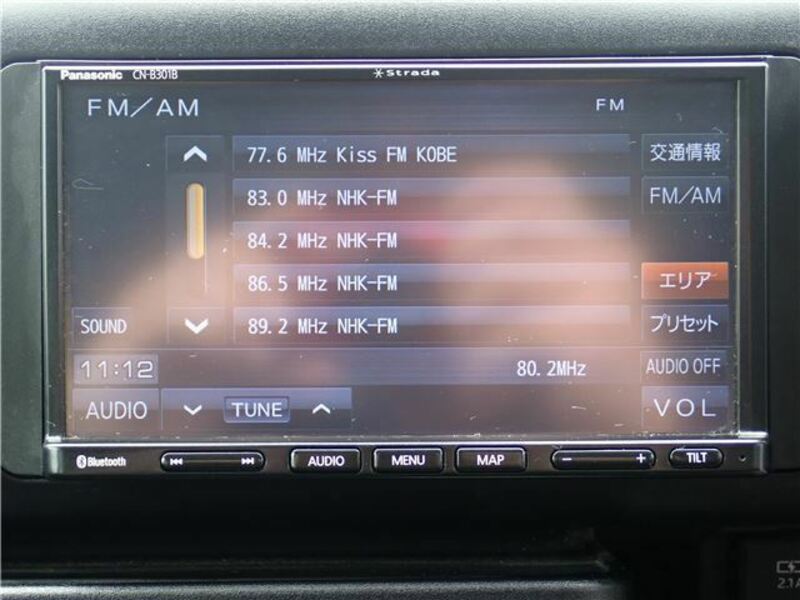 Panasonic CN-B301B
Strada
FM/AM
FM
77.6 MHz Kiss FM KOBE
交通情報
83.0 MHz NHK-FM
FM/AM
84.2 MHz NHK-FM
86.5 MHz NHK-FM
エリア
SOUND
89.2 MHz NHK-FM
プリセット
11:12
80.2MHz
AUDIO OFF
AUDIO
TUNE
VOL
Bluetooth
AUDIO
MENU
MAP
− +
TILT
2.1A